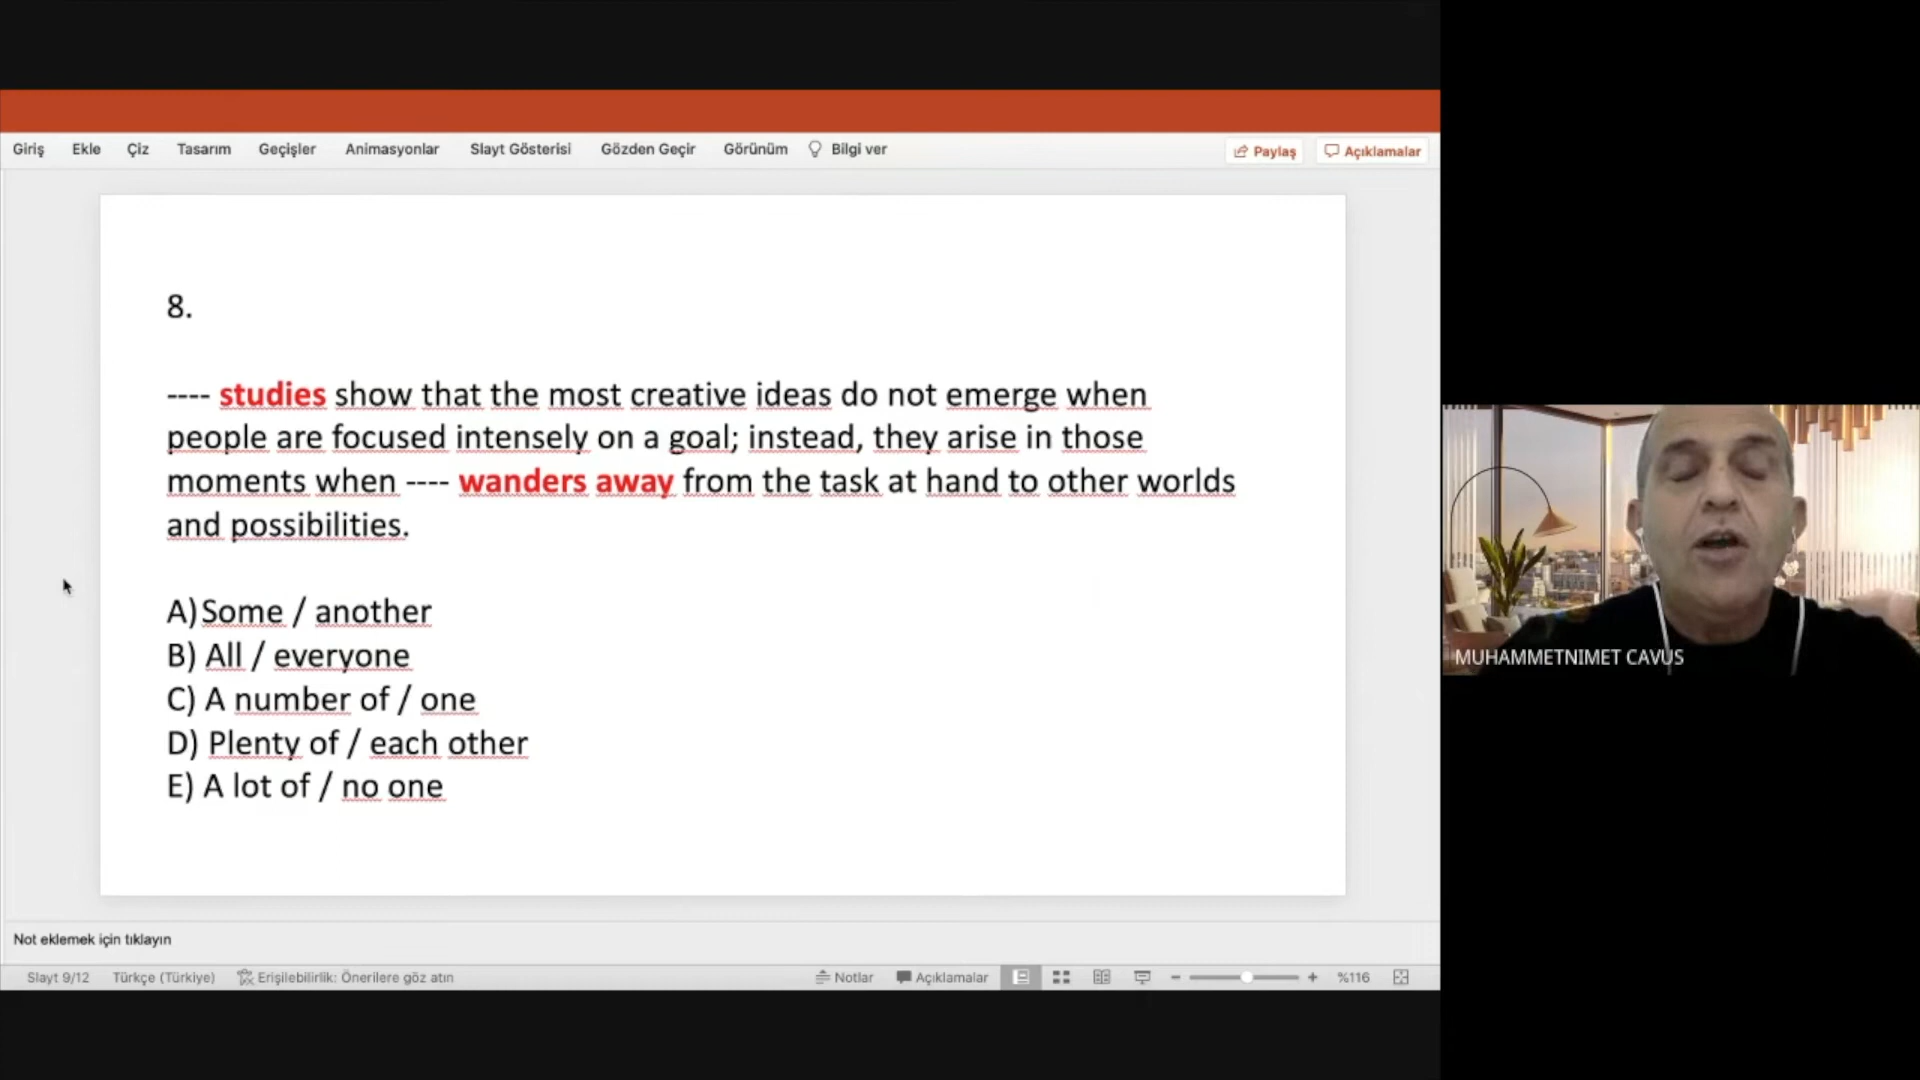 Giriş Ekle Çiz Tasarım Geçişler Animasyonlar Slayt Gösterisi Gözden Geçir Görünüm Bilgi ver Paylaş Açıklamalar
8.
---- studies show that the most creative ideas do not emerge when
people are focused intensely on a goal; instead, they arise in those
moments when ---- wanders away from the task at hand to other worlds
and possibilities.
A) Some / another
B) All / everyone
C) A number of / one
D) Plenty of / each other
E) A lot of / no one
MUHAMMETNIMET CAVUS
Not eklemek için tıklayın
Slayt 9/12 Türkçe (Türkiye) Erişilebilirlik: Önerilere göz atın Notlar Açıklamalar %116